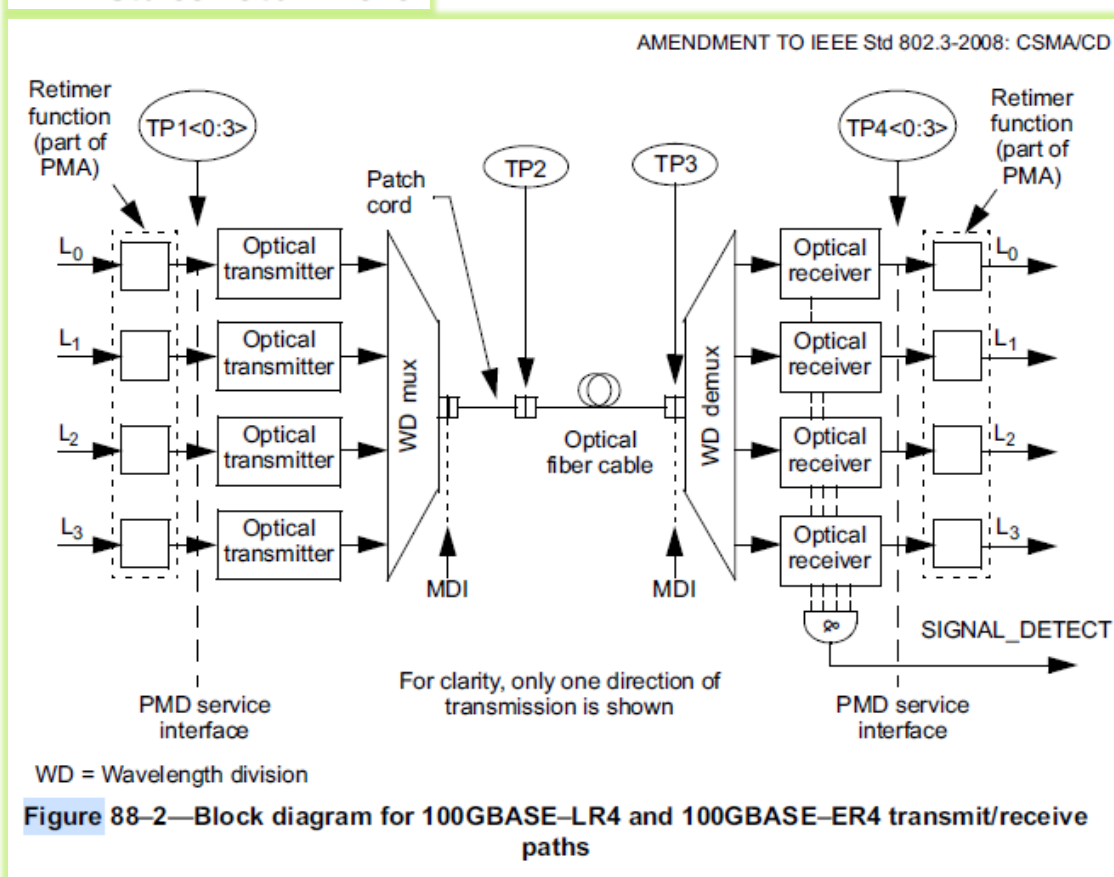 AMENDMENT TO IEEE Std 802.3-2008: CSMA/CD
Retimer
function
(part of
PMA)
TP1<0:3>
Patch
cord
TP2
TP3
TP4<0:3>
Retimer
function
(part of
PMA)
L0
Optical
transmitter
Optical
receiver
L0
L1
Optical
transmitter
Optical
receiver
L1
WD mux
WD demux
L2
Optical
transmitter
Optical
fiber cable
Optical
receiver
L2
L3
Optical
transmitter
Optical
receiver
L3
MDI
MDI
&
SIGNAL_DETECT
For clarity, only one direction of
transmission is shown
PMD service
interface
PMD service
interface
WD = Wavelength division
Figure 88–2—Block diagram for 100GBASE–LR4 and 100GBASE–ER4 transmit/receive
paths